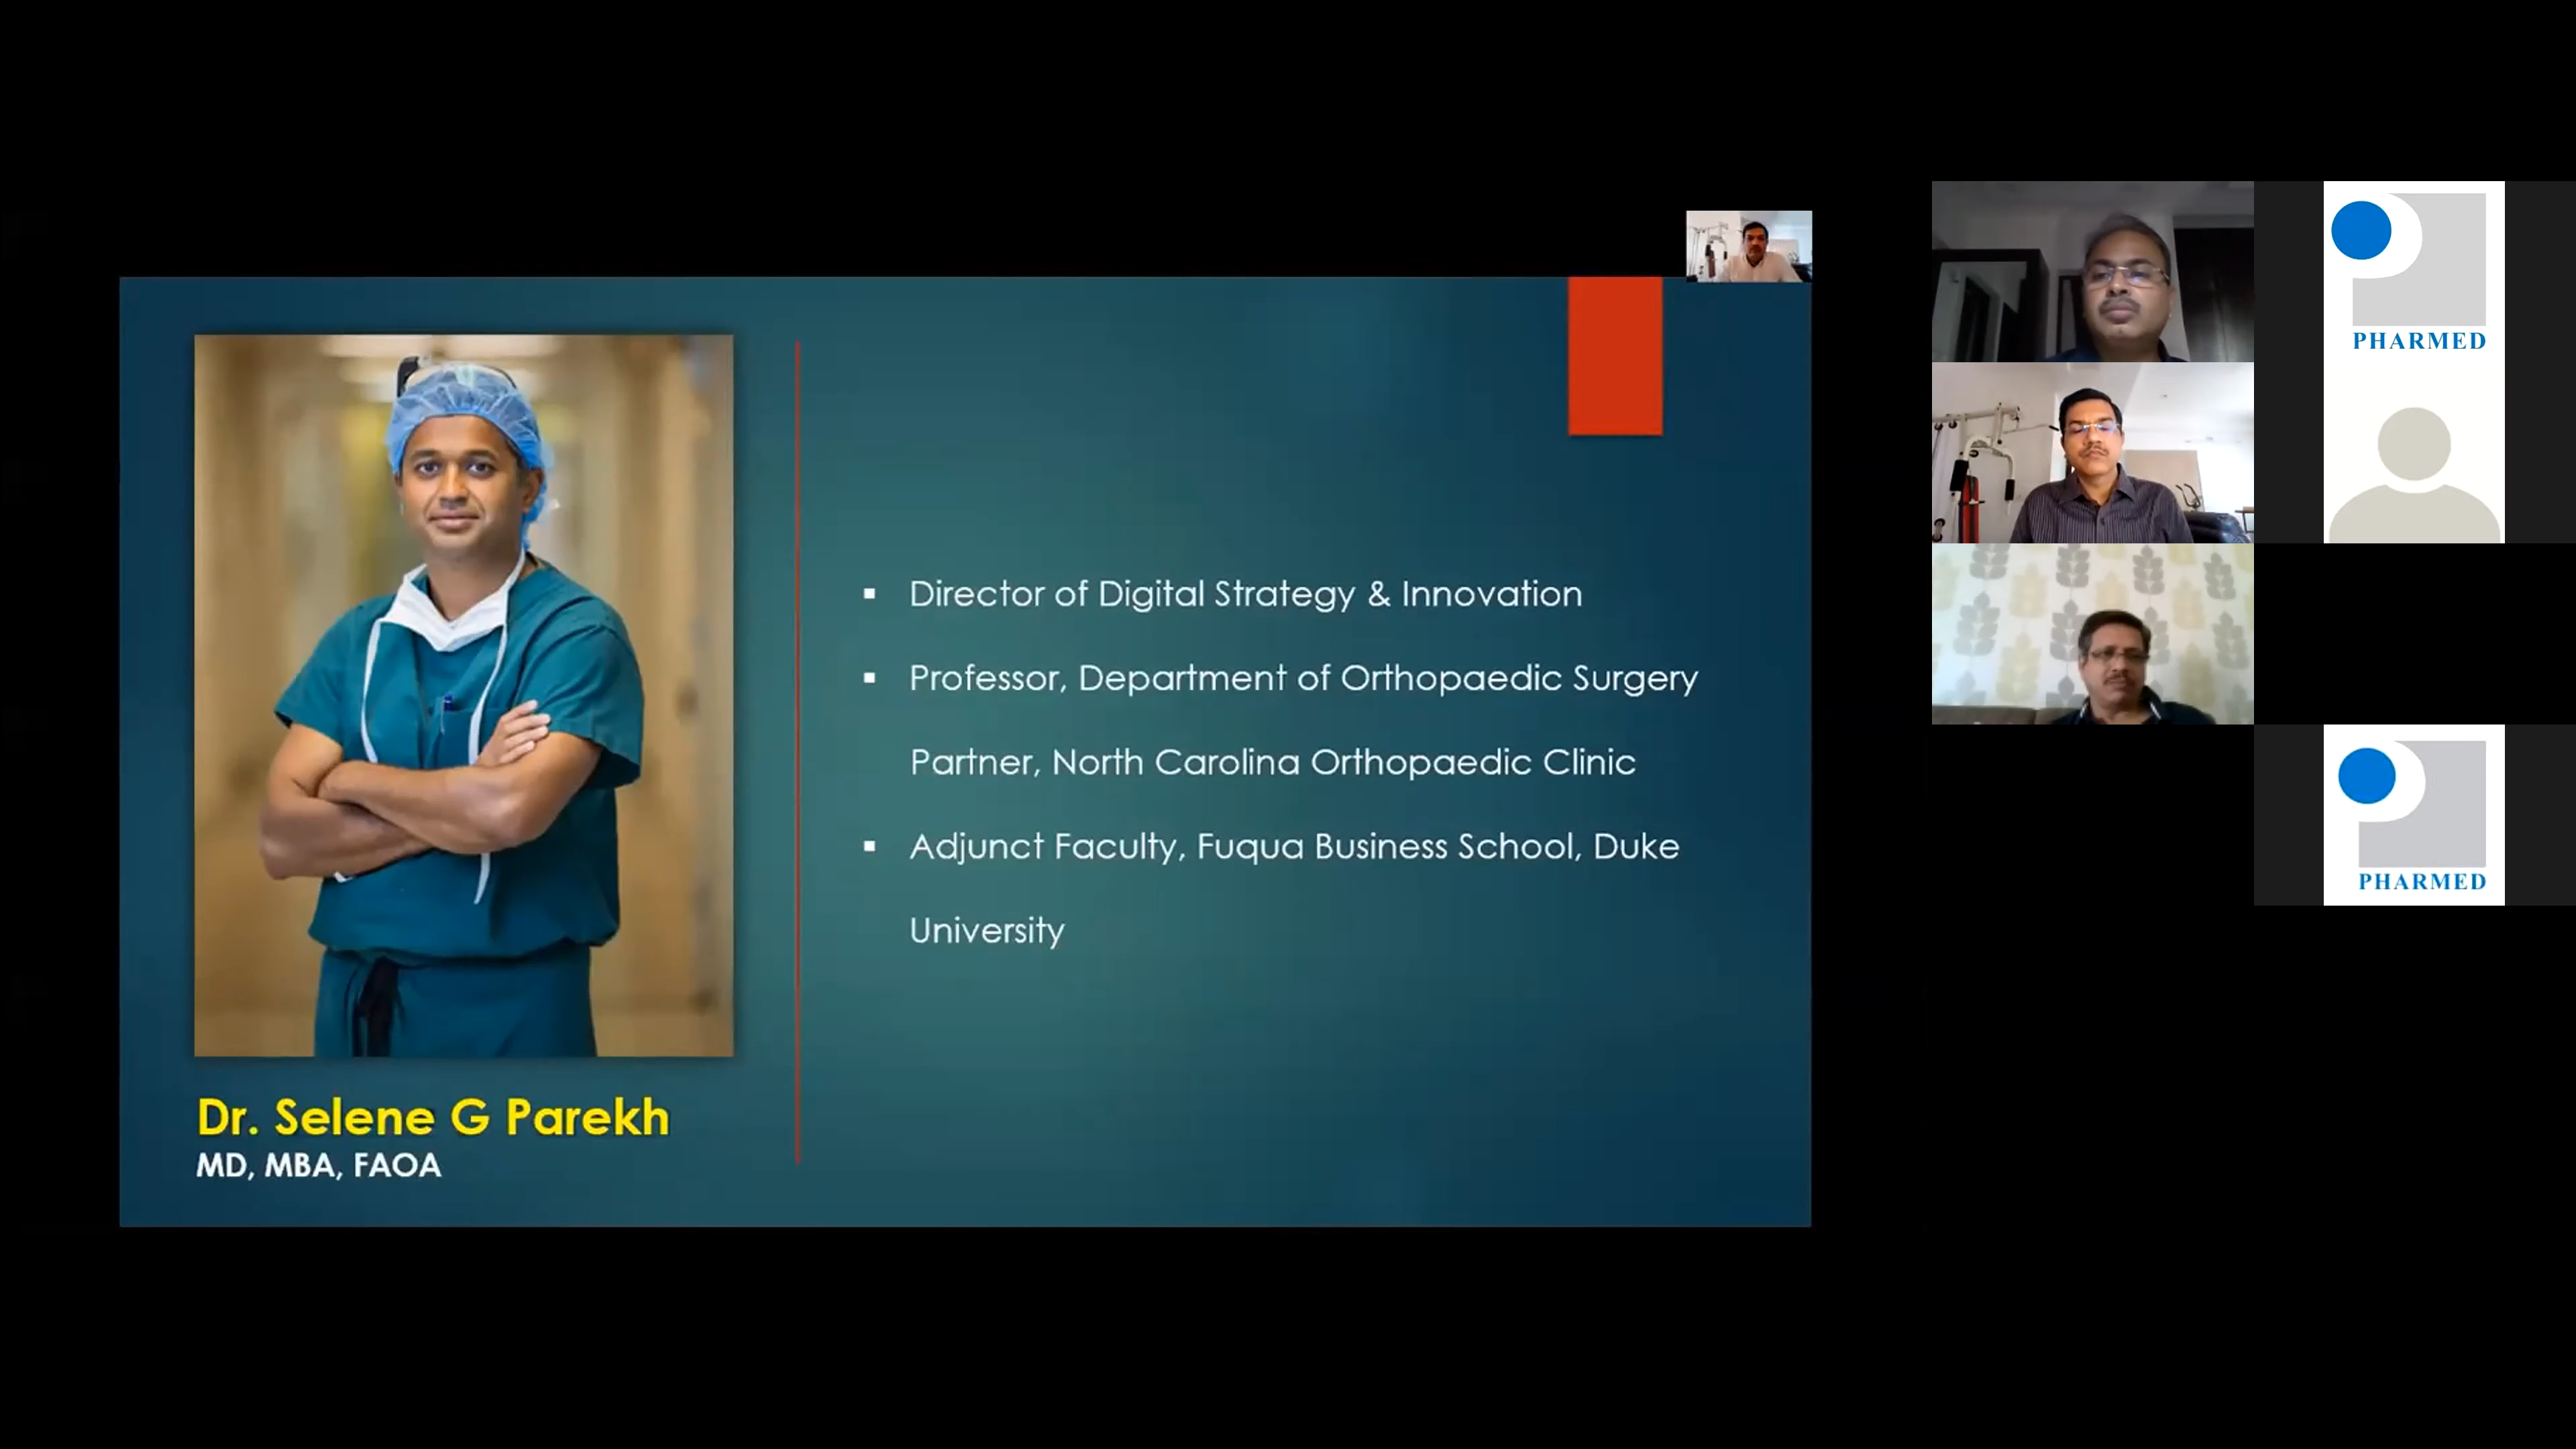 Director of Digital Strategy & Innovation
Professor, Department of Orthopaedic Surgery
Partner, North Carolina Orthopaedic Clinic
Adjunct Faculty, Fuqua Business School, Duke
University
Dr. Selene G Parekh
MD, MBA, FAOA
PHARMED
PHARMED